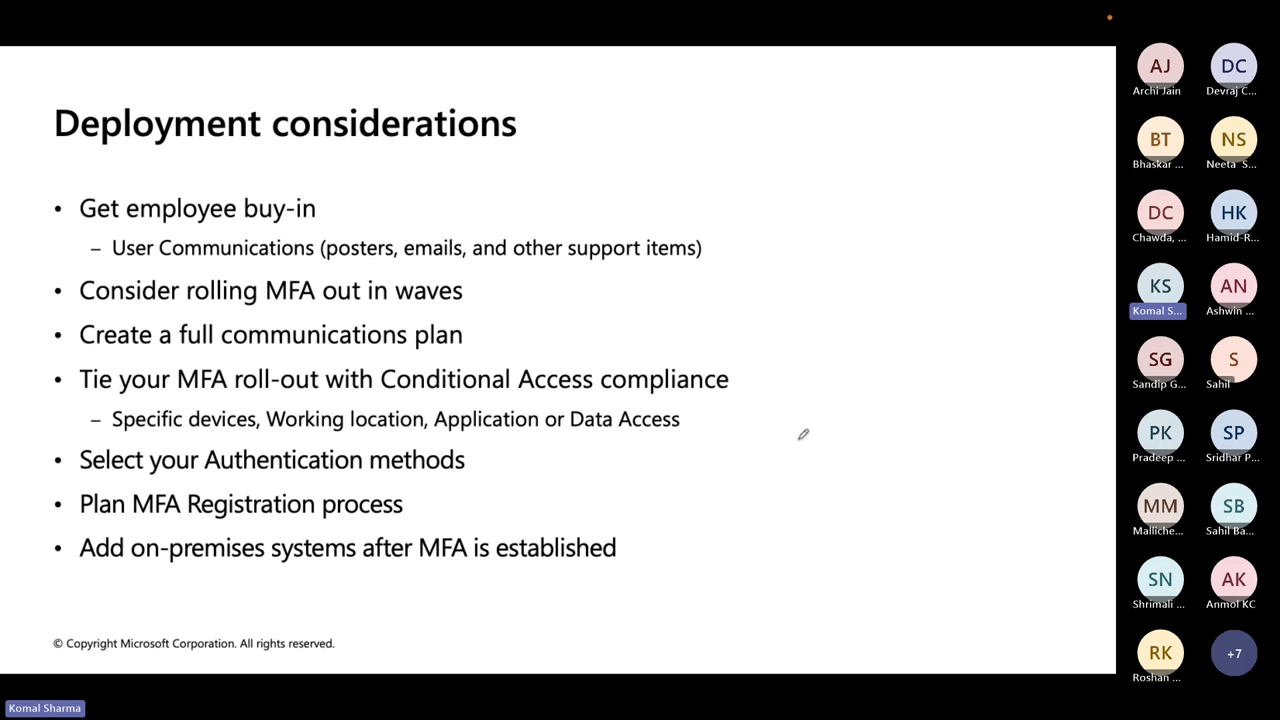 Deployment considerations
• Get employee buy-in
– User Communications (posters, emails, and other support items)
• Consider rolling MFA out in waves
• Create a full communications plan
• Tie your MFA roll-out with Conditional Access compliance
– Specific devices, Working location, Application or Data Access
• Select your Authentication methods
• Plan MFA Registration process
• Add on-premises systems after MFA is established
© Copyright Microsoft Corporation. All rights reserved.
Komal Sharma
AJ
Archi Jain
DC
Devraj C...
BT
Bhaskar ...
NS
Neeta S...
DC
Chawda, ...
HK
Hamid-R...
KS
Komal S...
AN
Ashwin ...
SG
Sandip G...
S
Sahil
PK
Pradeep ...
SP
Sridhar P...
MM
Malliche...
SB
Sahil Ba...
SN
Shrimali ...
AK
Anmol KC
RK
Roshan ...
+7